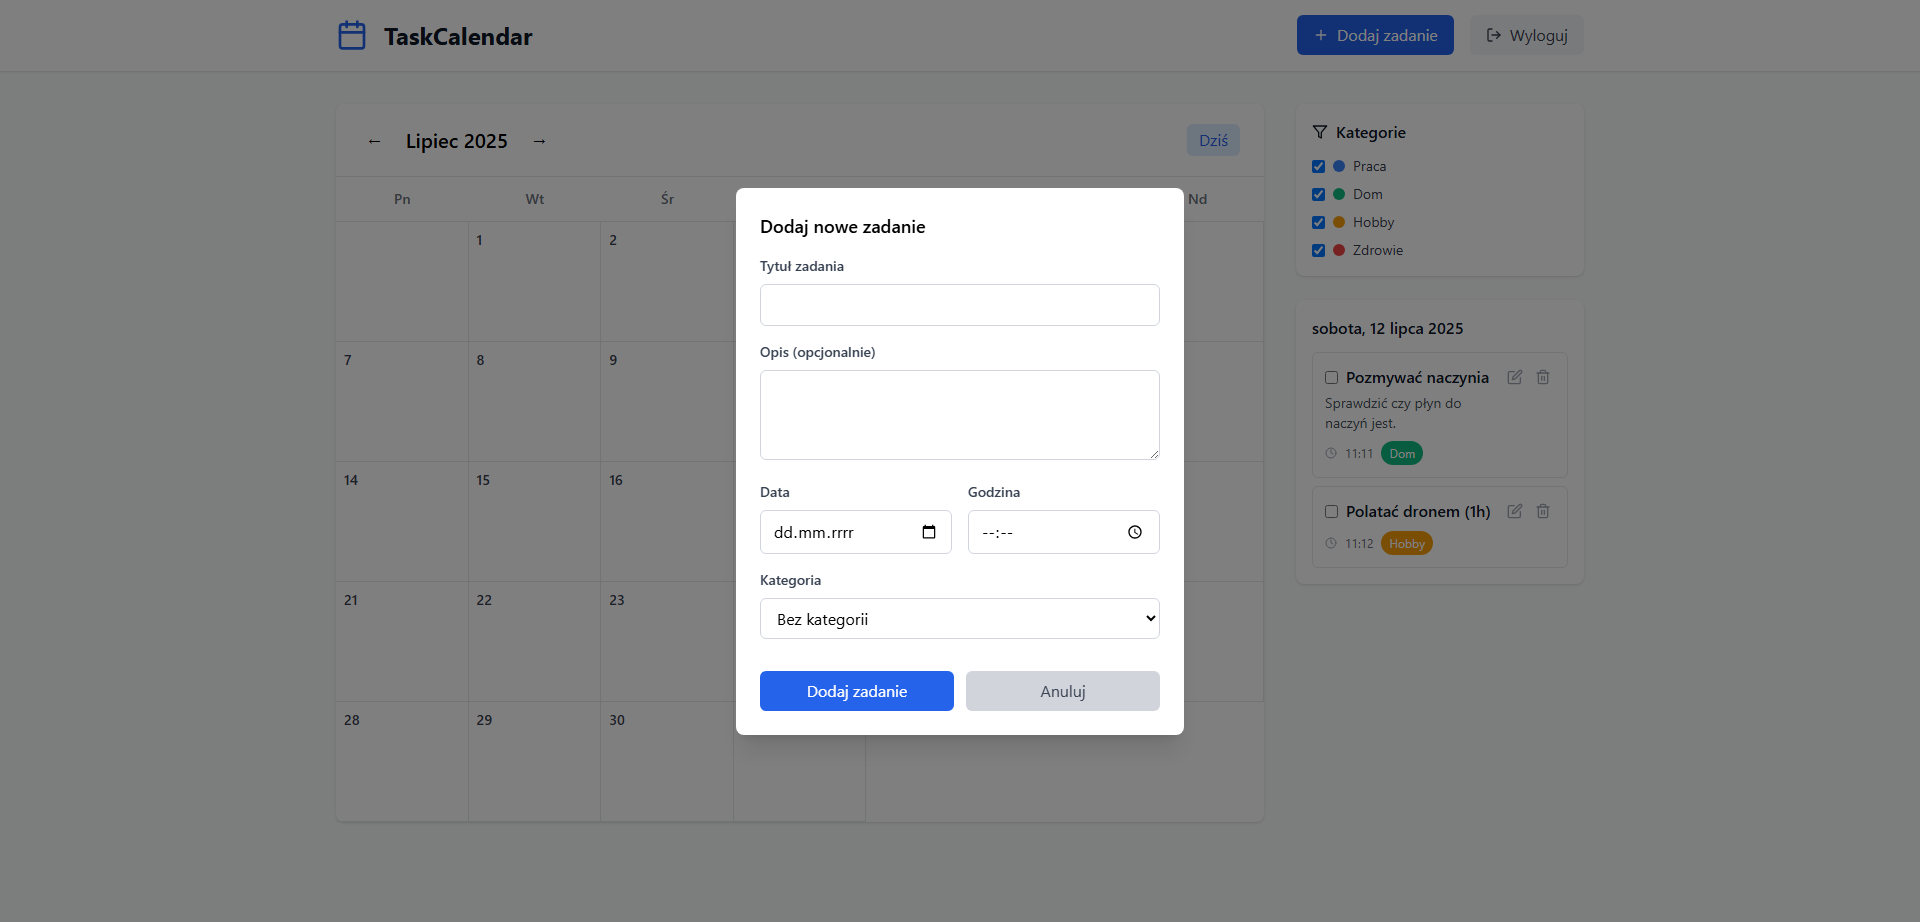 TaskCalendar
+ Dodaj zadanie
Wyloguj
← Lipiec 2025 →
Dziś
Pn Wt Śr Nd
1 2
7 8 9
14 15 16
21 22 23
28 29 30
Kategorie
Praca
Dom
Hobby
Zdrowie
sobota, 12 lipca 2025
Pozmywać naczynia
Sprawdzić czy płyn do
naczyń jest.
11:11 Dom
Polatać dronem (1h)
11:12 Hobby
Dodaj nowe zadanie
Tytuł zadania
Opis (opcjonalnie)
Data Godzina
dd.mm.rrrr --:--
Kategoria
Bez kategorii
Dodaj zadanie Anuluj